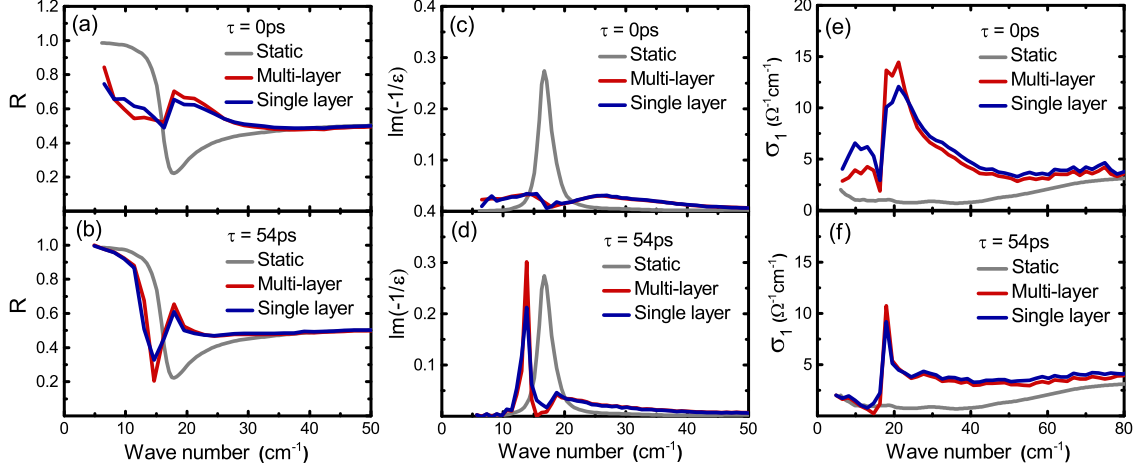 (a)
τ = 0ps
Static
Multi-layer
Single layer
R
1.2
1.0
0.8
0.6
0.4
0.2
(b)
τ = 54ps
Static
Multi-layer
Single layer
R
1.0
0.8
0.6
0.4
0.2
0 10 20 30 40 50
Wave number (cm⁻¹)
(c)
τ = 0ps
Static
Multi-layer
Single layer
Im(-1/ε)
0.4
0.3
0.2
0.1
0.4
(d)
τ = 54ps
Static
Multi-layer
Single layer
Im(-1/ε)
0.3
0.2
0.1
0 10 20 30 40 50
Wave number (cm⁻¹)
(e)
τ = 0ps
Static
Multi-layer
Single layer
σ₁ (Ω⁻¹cm⁻¹)
20
15
10
5
0
(f)
τ = 54ps
Static
Multi-layer
Single layer
σ₁ (Ω⁻¹cm⁻¹)
15
10
5
0 20 40 60 80
Wave number (cm⁻¹)